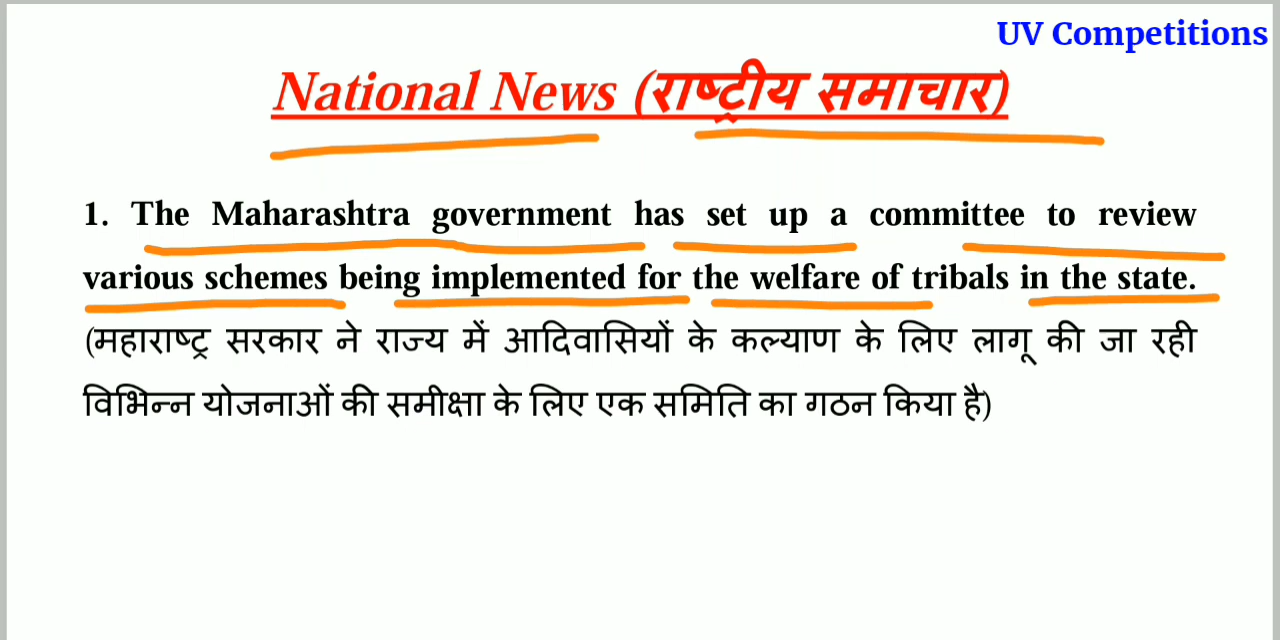 UV Competitions
National News (राष्ट्रीय समाचार)
1. The Maharashtra government has set up a committee to review
various schemes being implemented for the welfare of tribals in the state.
(महाराष्ट्र सरकार ने राज्य में आदिवासियों के कल्याण के लिए लागू की जा रही
विभिन्न योजनाओं की समीक्षा के लिए एक समिति का गठन किया है)